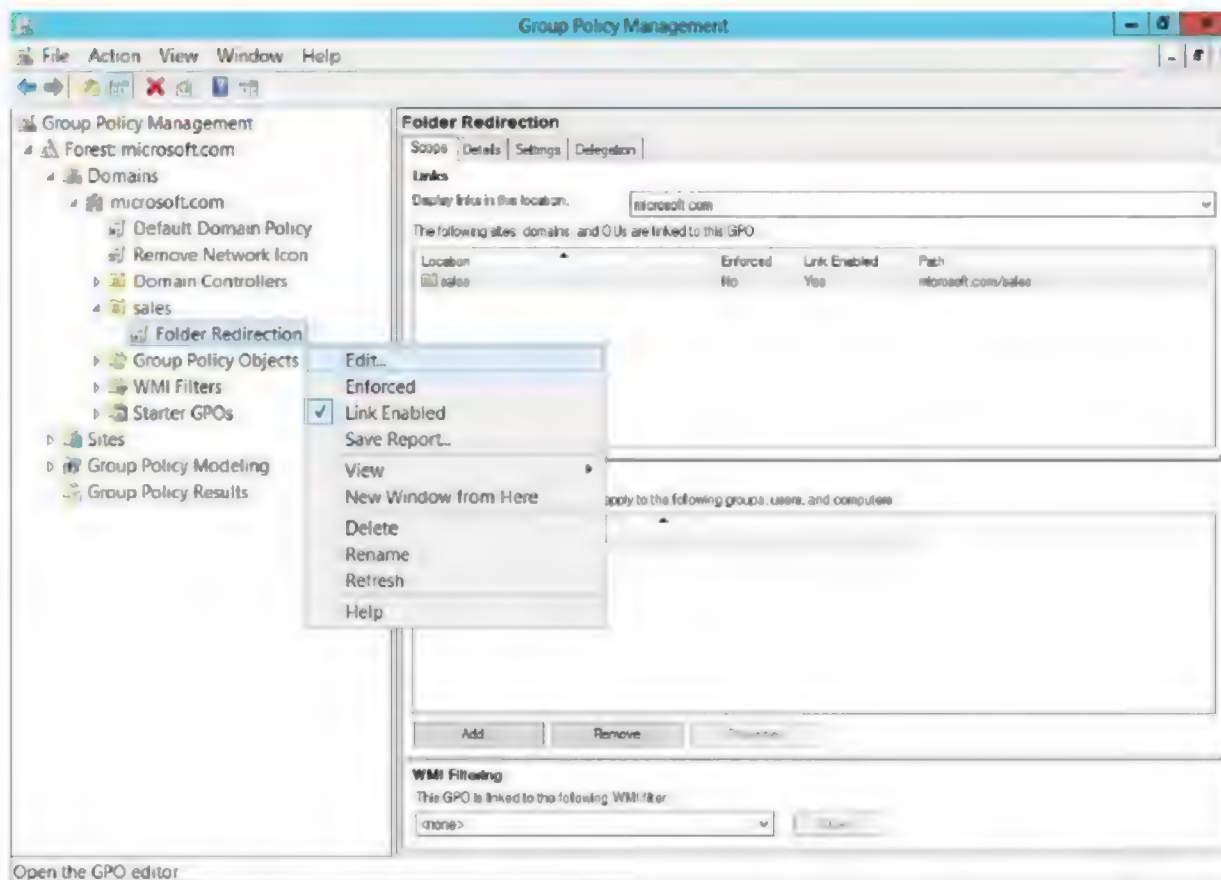 Group Policy Management
File Action View Window Help
Group Policy Management
Forest: microsoft.com
Domains
microsoft.com
Default Domain Policy
Remove Network Icon
Domain Controllers
sales
Folder Redirection
Group Policy Objects
WMI Filters
Starter GPOs
Sites
Group Policy Modeling
Group Policy Results
Edit...
Enforced
Link Enabled
Save Report...
View
New Window from Here
Delete
Rename
Refresh
Help
Folder Redirection
Scope Details Settings Delegation
Links
Display links in this location: microsoft.com
The following sites, domains, and OUs are linked to this GPO
Location Enforced Link Enabled Path
sales No Yes microsoft.com/sales
apply to the following groups, users, and computers
Add Remove
WMI Filtering
This GPO is linked to the following WMI filter
<none>
Open the GPO editor